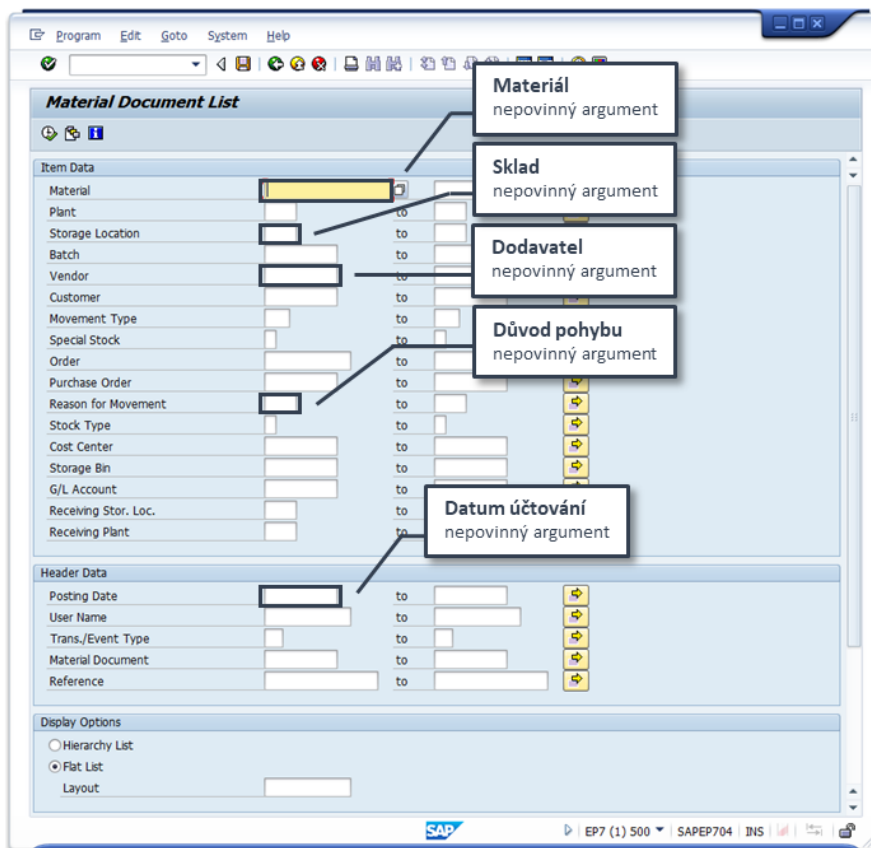 Program Edit Goto System Help
Material Document List
Materiál
nepovinný argument
Item Data
Sklad
nepovinný argument
Material
Plant to
Storage Location to
Batch to
Dodavatel
nepovinný argument
Vendor to
Customer to
Movement Type to
Důvod pohybu
nepovinný argument
Special Stock to
Order to
Purchase Order to
Reason for Movement to
Stock Type to
Cost Center to
Storage Bin to
G/L Account to
Datum účtování
nepovinný argument
Receiving Stor. Loc. to
Receiving Plant to
Header Data
Posting Date to
User Name to
Trans./Event Type to
Material Document to
Reference to
Display Options
Hierarchy List
Flat List
Layout
SAP EP7 (1) 500 SAPEP704 INS